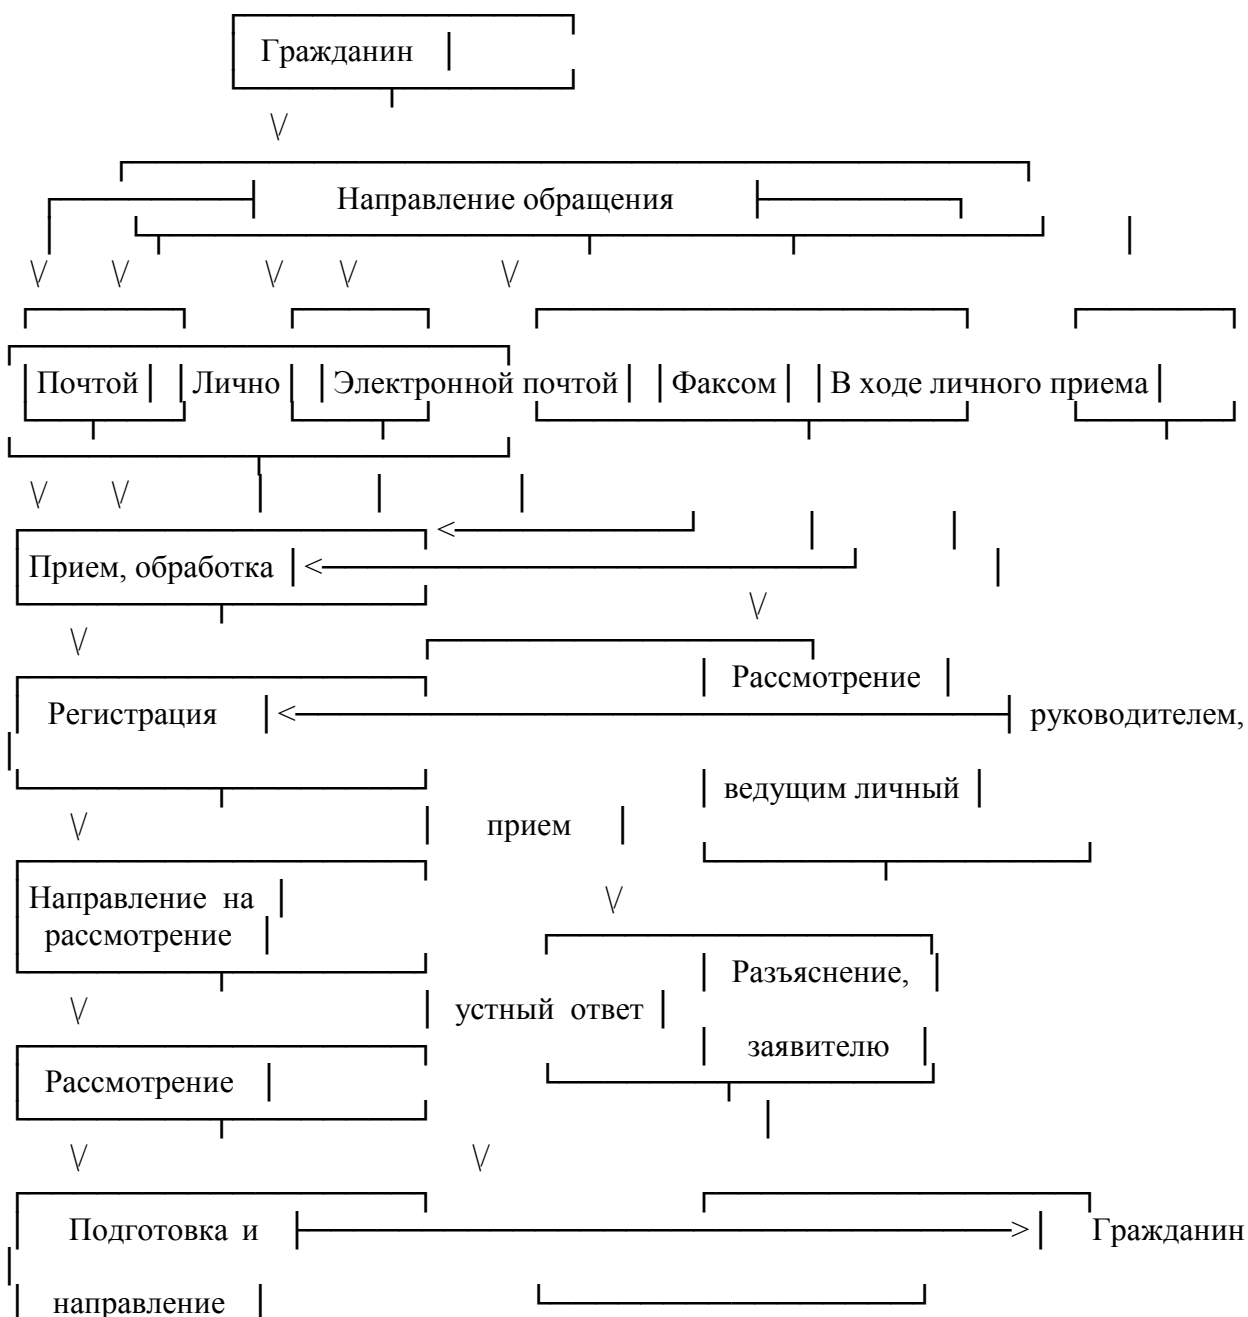 Гражданин
Направление обращения
Почтой Лично Электронной почтой Факсом В ходе личного приема
Прием, обработка
Рассмотрение
Регистрация руководителем,
ведущим личный
прием
Направление на
рассмотрение
Разъяснение,
устный ответ
заявителю
Рассмотрение
Подготовка и Гражданин
направление